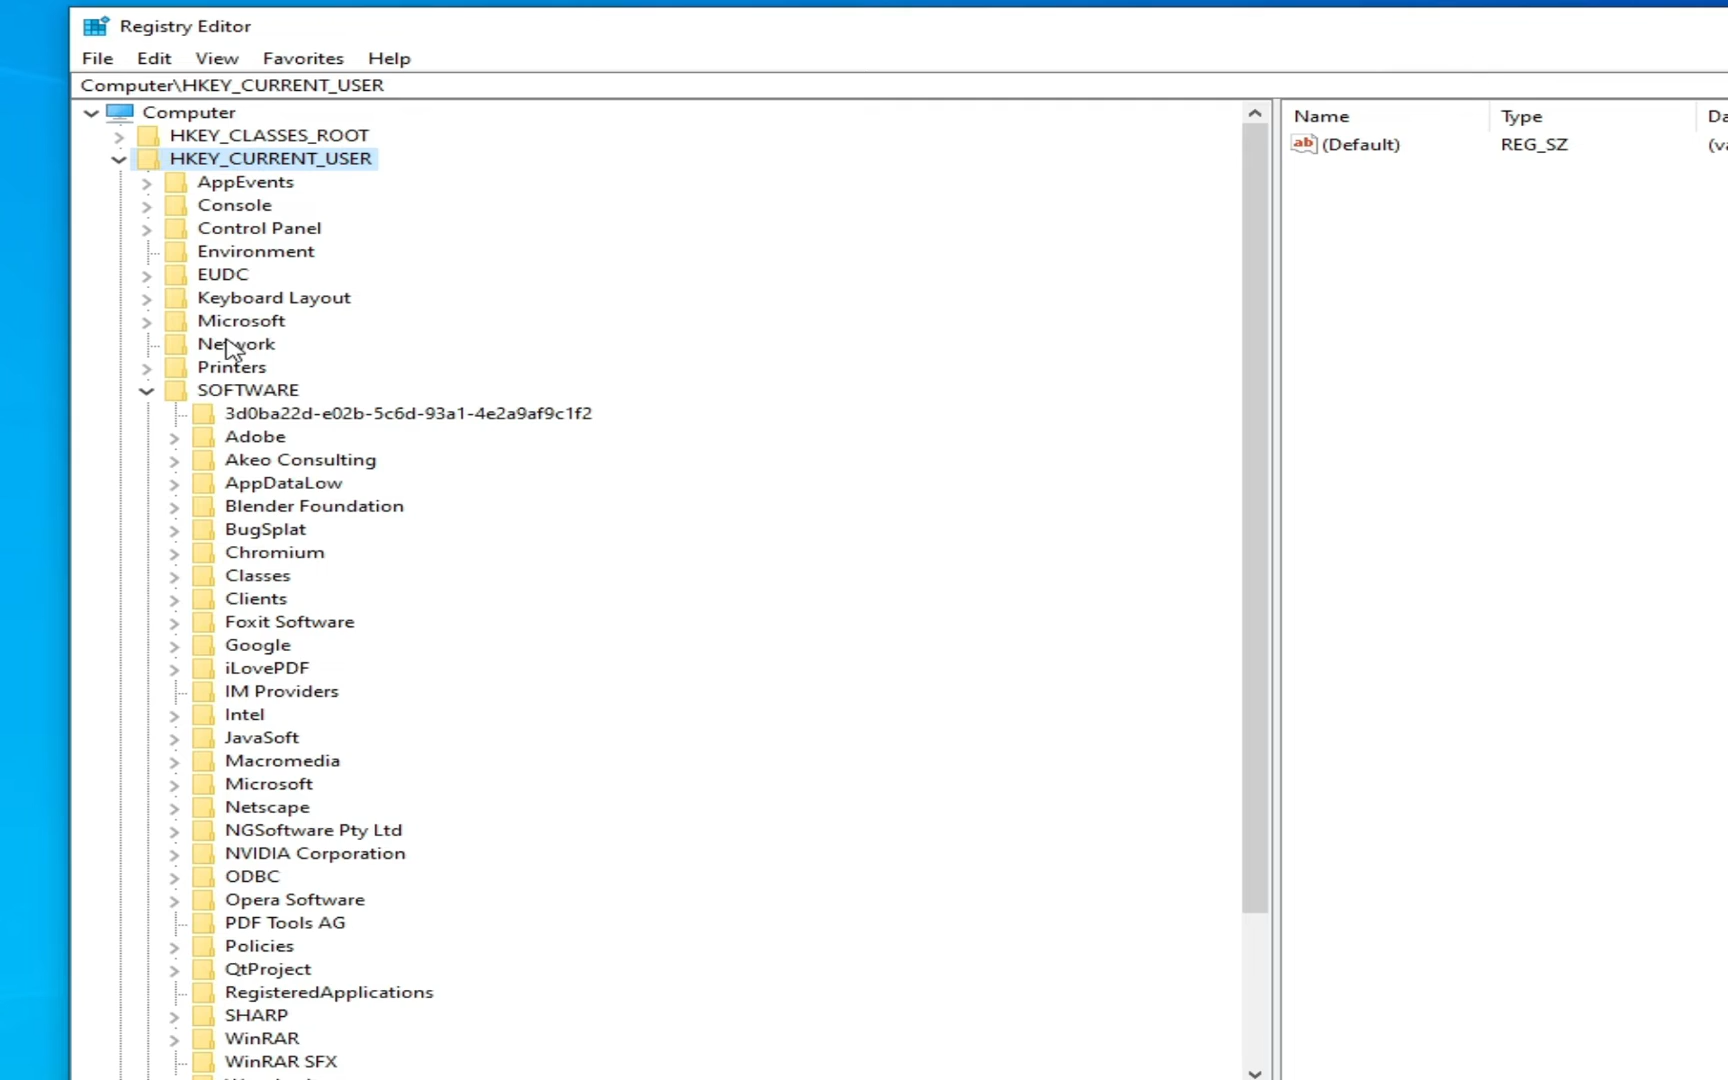 Registry Editor
File Edit View Favorites Help
Computer\HKEY_CURRENT_USER
Computer
HKEY_CLASSES_ROOT
HKEY_CURRENT_USER
AppEvents
Console
Control Panel
Environment
EUDC
Keyboard Layout
Microsoft
Network
Printers
SOFTWARE
3d0ba22d-e02b-5c6d-93a1-4e2a9af9c1f2
Adobe
Akeo Consulting
AppDataLow
Blender Foundation
BugSplat
Chromium
Classes
Clients
Foxit Software
Google
iLovePDF
IM Providers
Intel
JavaSoft
Macromedia
Microsoft
Netscape
NGSoftware Pty Ltd
NVIDIA Corporation
ODBC
Opera Software
PDF Tools AG
Policies
QtProject
RegisteredApplications
SHARP
WinRAR
WinRAR SFX
Name Type
ab (Default) REG_SZ